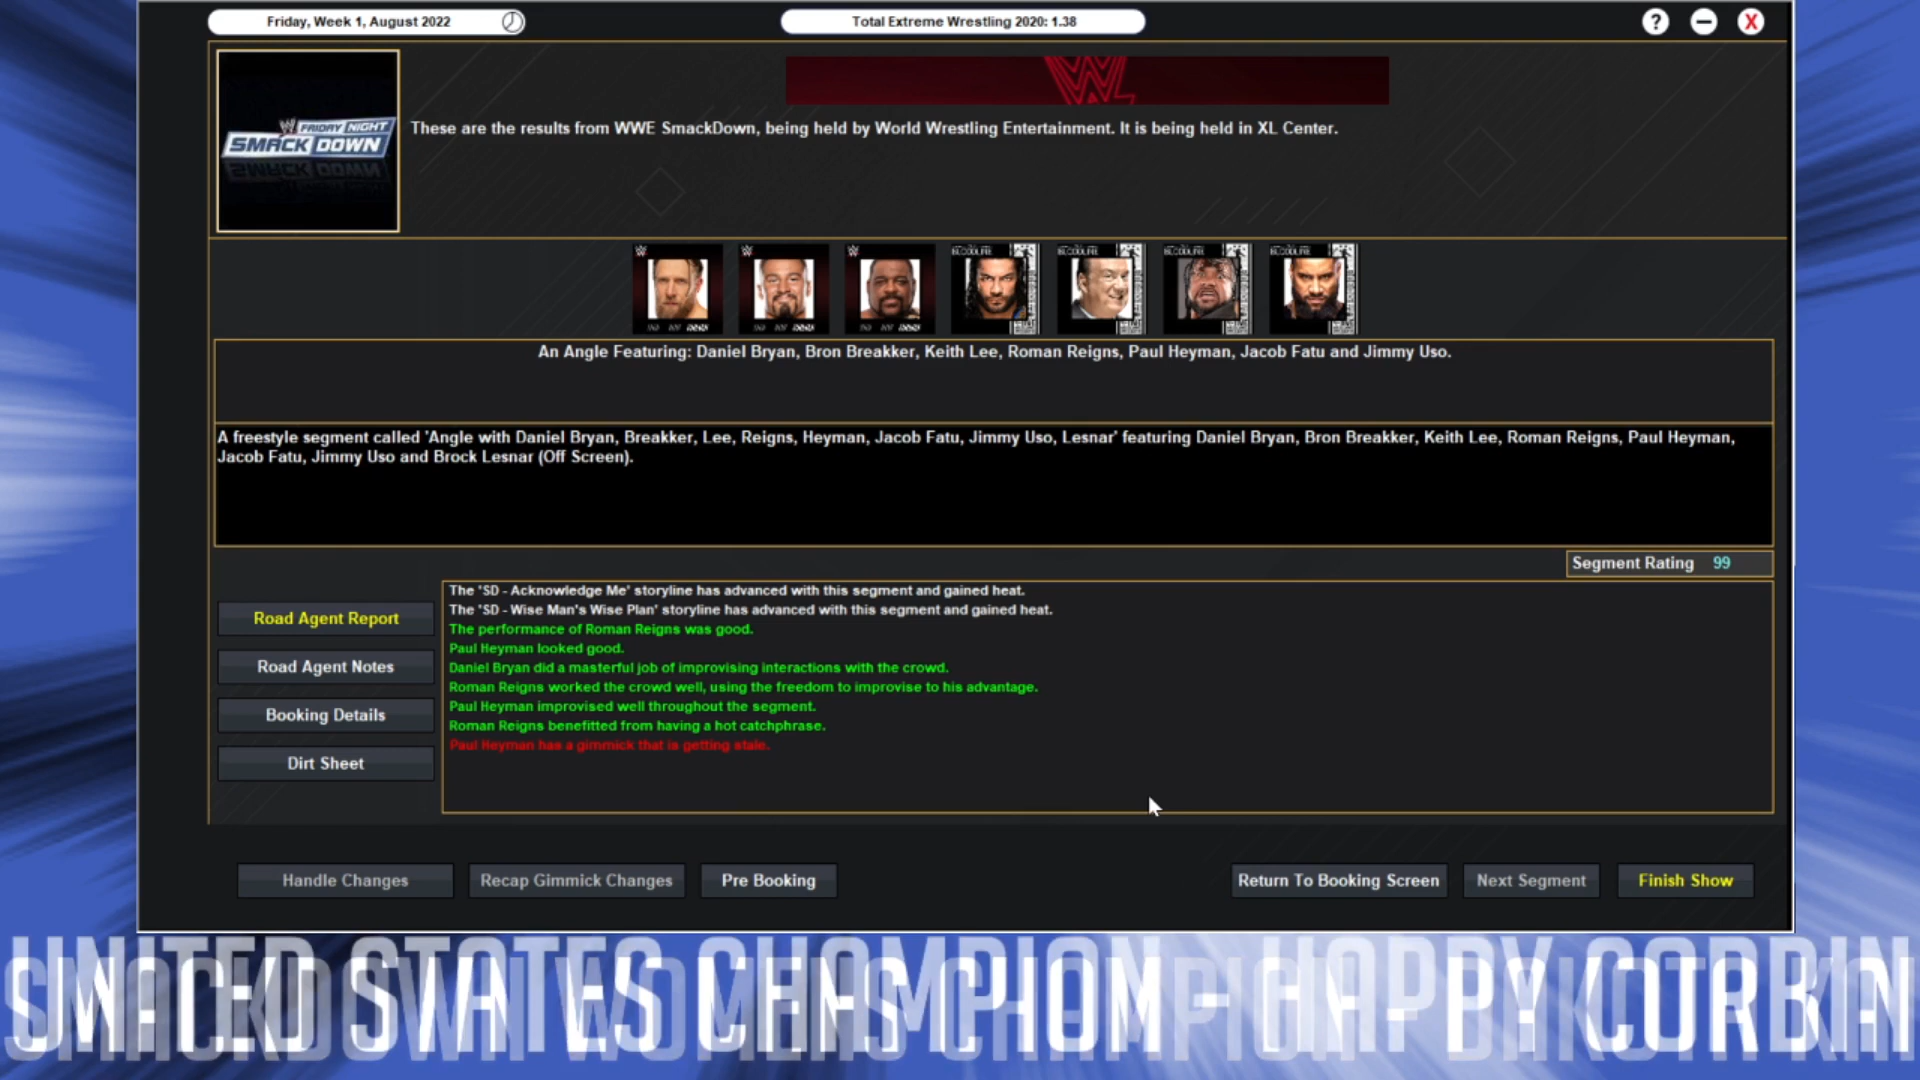 Friday, Week 1, August 2022
Total Extreme Wrestling 2020: 1.38
?
X
FRIDAY NIGHT
SMACK DOWN
These are the results from WWE SmackDown, being held by World Wrestling Entertainment. It is being held in XL Center.
BLOODLINE BLOODLINE BLOODLINE BLOODLINE
An Angle Featuring: Daniel Bryan, Bron Breakker, Keith Lee, Roman Reigns, Paul Heyman, Jacob Fatu and Jimmy Uso.
A freestyle segment called 'Angle with Daniel Bryan, Breakker, Lee, Reigns, Heyman, Jacob Fatu, Jimmy Uso, Lesnar' featuring Daniel Bryan, Bron Breakker, Keith Lee, Roman Reigns, Paul Heyman,
Jacob Fatu, Jimmy Uso and Brock Lesnar (Off Screen).
Segment Rating 99
Road Agent Report
Road Agent Notes
Booking Details
Dirt Sheet
The 'SD - Acknowledge Me' storyline has advanced with this segment and gained heat.
The 'SD - Wise Man's Wise Plan' storyline has advanced with this segment and gained heat.
The performance of Roman Reigns was good.
Paul Heyman looked good.
Daniel Bryan did a masterful job of improvising interactions with the crowd.
Roman Reigns worked the crowd well, using the freedom to improvise to his advantage.
Paul Heyman improvised well throughout the segment.
Roman Reigns benefitted from having a hot catchphrase.
Paul Heyman has a gimmick that is getting stale.
Handle Changes
Recap Gimmick Changes
Pre Booking
Return To Booking Screen
Next Segment
Finish Show
UNITED STATES CHAMPION - HAPPY CORBIN
SMACKDOWN WOMENS CHAMPION - DAKOTA KAI